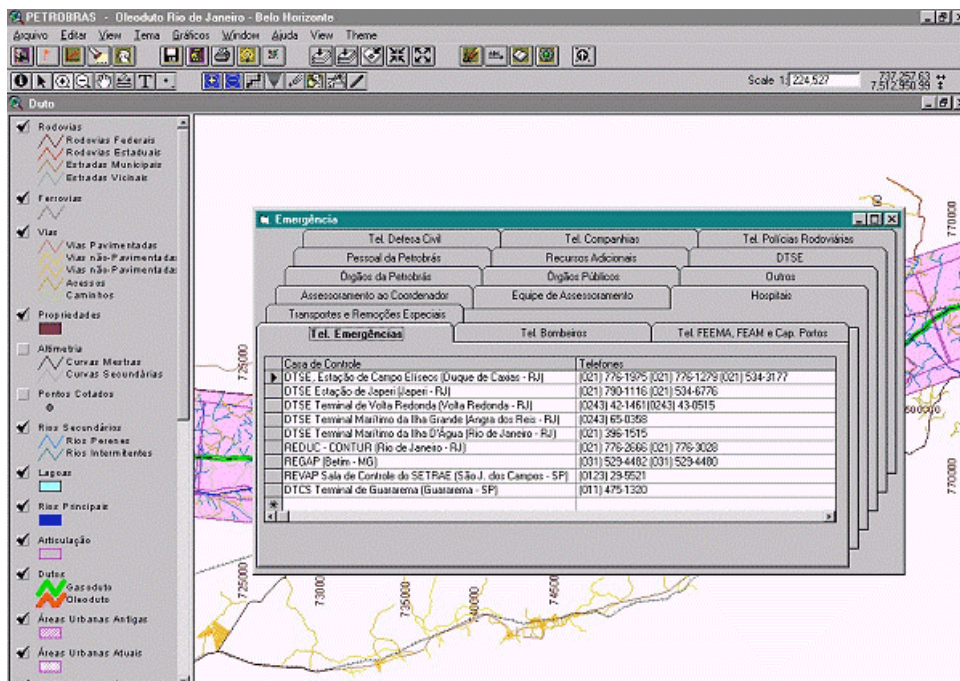 PETROBRAS - Oleoduto Rio de Janeiro - Belo Horizonte
Arquivo Editar View Tema Gráficos Window Ajuda View Theme
Scale 1: 224,527
737,257.63
7,512,950.99
Duto
Rodovias
Rodovias Federais
Rodovias Estaduais
Estradas Municipais
Estradas Vicinais
Ferrovias
Vias
Vias Pavimentadas
Vias não-Pavimentadas
Vias não-Pavimentadas
Acessos
Caminhos
Propriedades
Altimetria
Curvas Mestras
Curvas Secundárias
Pontos Cotados
Rios Secundários
Rios Perenes
Rios Intermitentes
Lagoas
Rios Principais
Articulação
Dutos
Gasoduto
Oleoduto
Áreas Urbanas Antigas
Áreas Urbanas Atuais
Emergência
Tel. Defesa Civil Tel. Companhias Tel. Polícias Rodoviárias
Pessoal da Petrobrás Recursos Adicionais DTSE
Órgãos da Petrobrás Órgãos Públicos Outros
Assessoramento ao Coordenador Equipe de Assessoramento Hospitais
Transportes e Remoções Especiais
Tel. Emergências Tel. Bombeiros Tel. FEEMA, FEAM e Cap. Portos
Casa de Controle Telefones
DTSE, Estação de Campo Elíseos (Duque de Caxias - RJ) (021) 776-1975 (021) 776-1279 (021) 534-3177
DTSE Estação de Japeri (Japeri - RJ) (021) 790-1116 (021) 534-6776
DTSE Terminal de Volta Redonda (Volta Redonda - RJ) (0243) 42-1461(0243) 43-0515
DTSE Terminal Marítimo da Ilha Grande (Angra dos Reis - RJ) (0243) 65-0358
DTSE Terminal Marítimo da Ilha D'Água (Rio de Janeiro - RJ) (021) 396-1515
REDUC - CONTUR (Rio de Janeiro - RJ) (021) 776-2666 (021) 776-3028
REGAP (Betim - MG) (031) 529-4482 (031) 529-4480
REVAP Sala de Controle do SETRAE (São J. dos Campos - SP) (0123) 29-5521
DTCS Terminal de Guararema (Guararema - SP) (011) 475-1320
725000
770000
770000
725000
73000
735000
40000
74500